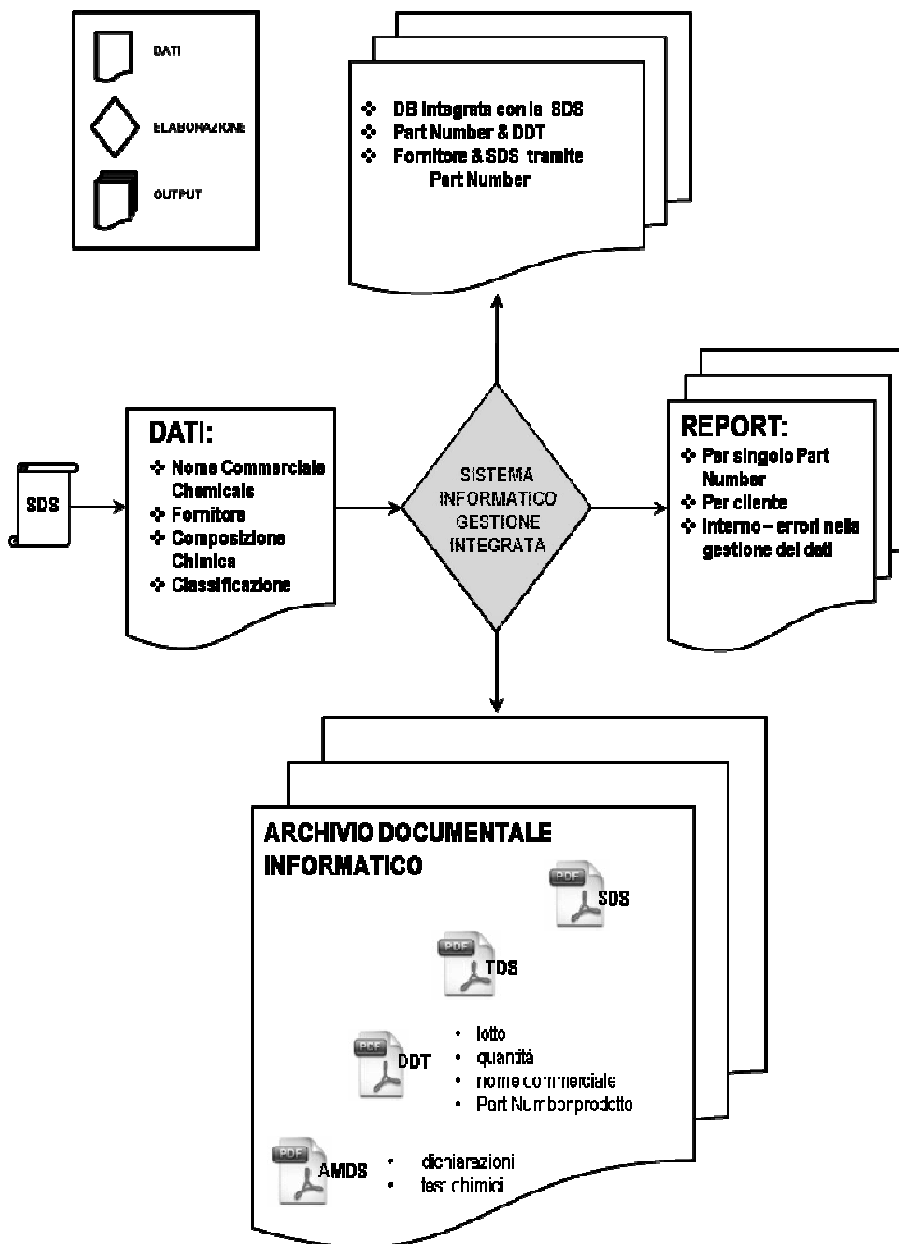 DATI
ELABORAZIONE
OUTPUT
❖ DB Integrata con le SDS
❖ Part Number & DDT
❖ Fornitore & SDS tramite
Part Number
SDS
DATI:
❖ Nome Commerciale
Chemicale
❖ Fornitore
❖ Composizione
Chimica
❖ Classificazione
SISTEMA
INFORMATICO
GESTIONE
INTEGRATA
REPORT:
❖ Per singolo Part
Number
❖ Per cliente
❖ Interno – errori nella
gestione dei dati
ARCHIVIO DOCUMENTALE
INFORMATICO
PDF
SDS
PDF
TDS
PDF
DDT
• lotto
• quantità
• nome commerciale
• Part Number prodotto
PDF
AMDS
• dichiarazioni
• test chimici